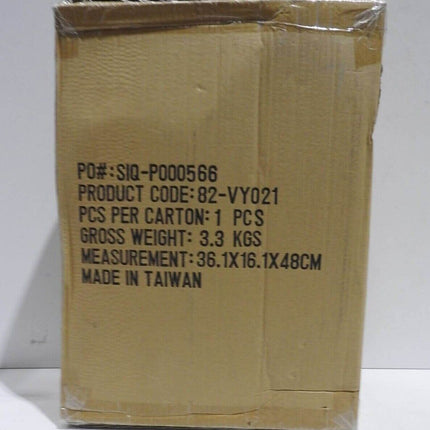 PO#:SIQ-P000566
PRODUCT CODE:82-VY021
PCS PER CARTON:1 PCS
GROSS WEIGHT: 3.3 KGS
MEASUREMENT:36.1X16.1X48CM
MADE IN TAIWAN